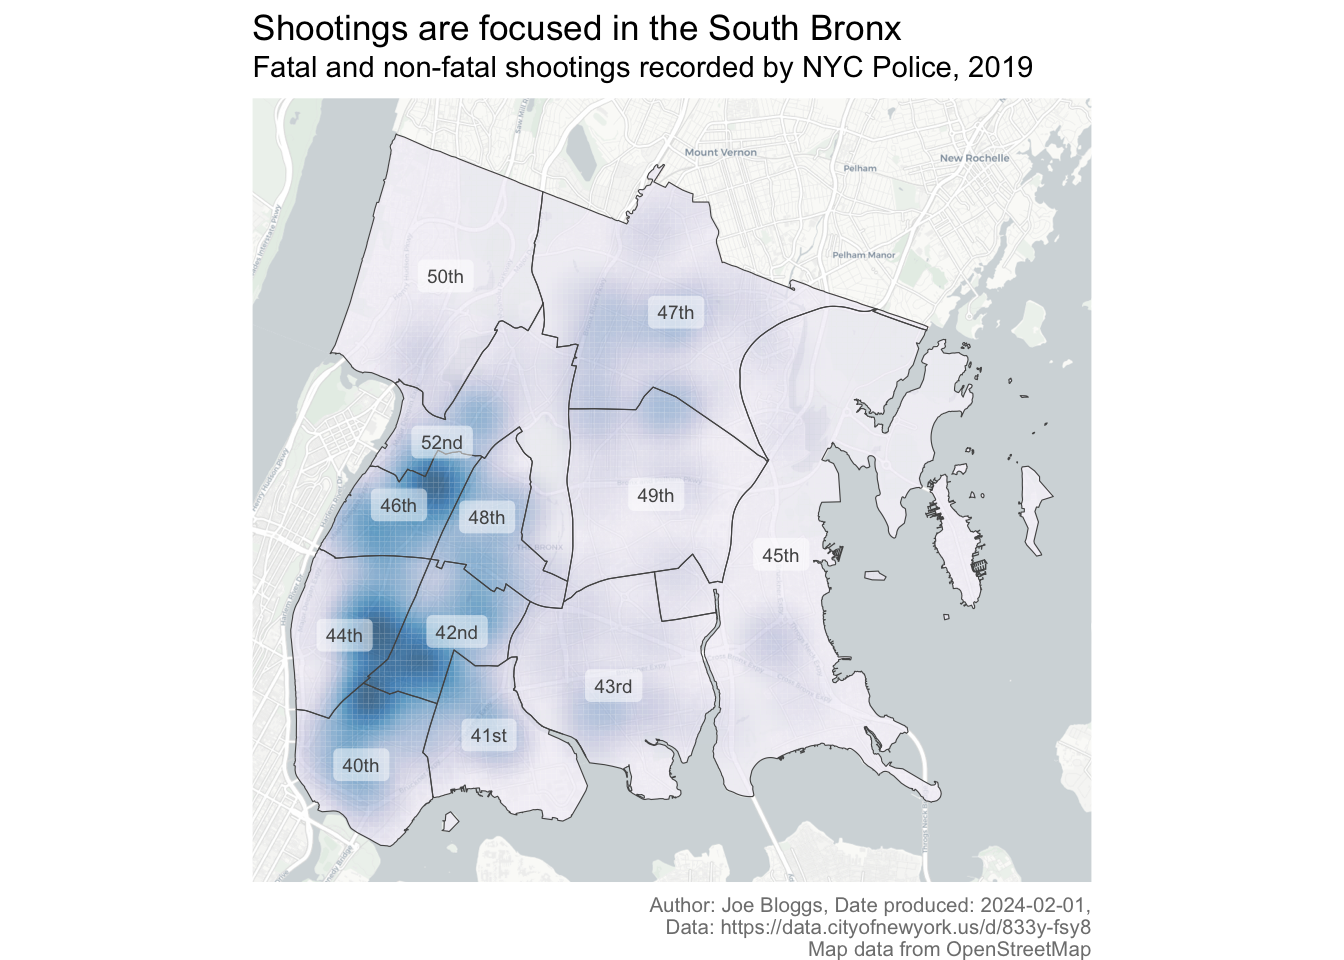 Shootings are focused in the South Bronx
Fatal and non-fatal shootings recorded by NYC Police, 2019
Mount Vernon
New Rochelle
Pelham
Pelham Manor
50th
47th
52nd
46th
48th
49th
THE BRONX
45th
44th
42nd
43rd
41st
40th
Author: Joe Bloggs, Date produced: 2024-02-01,
Data: https://data.cityofnewyork.us/d/833y-fsy8
Map data from OpenStreetMap